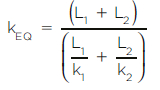 k_EQ = (L_1 + L_2) / (L_1/k_1 + L_2/k_2)